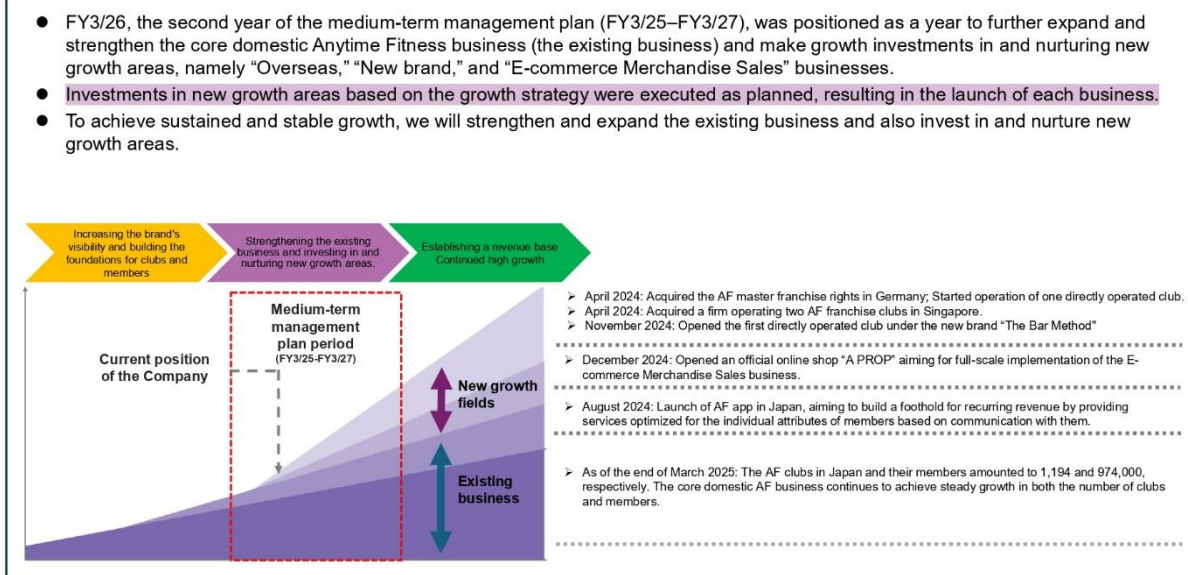 ● FY3/26, the second year of the medium-term management plan (FY3/25–FY3/27), was positioned as a year to further expand and
strengthen the core domestic Anytime Fitness business (the existing business) and make growth investments in and nurturing new
growth areas, namely “Overseas,” “New brand,” and “E-commerce Merchandise Sales” businesses.
● Investments in new growth areas based on the growth strategy were executed as planned, resulting in the launch of each business.
● To achieve sustained and stable growth, we will strengthen and expand the existing business and also invest in and nurture new
growth areas.
Increasing the brand's
visibility and building the
foundations for clubs and
members
Strengthening the existing
business and investing in and
nurturing new growth areas.
Establishing a revenue base
Continued high growth
Medium-term
management
plan period
(FY3/25-FY3/27)
Current position
of the Company
New growth
fields
Existing
business
➢ April 2024: Acquired the AF master franchise rights in Germany; Started operation of one directly operated club.
➢ April 2024: Acquired a firm operating two AF franchise clubs in Singapore.
➢ November 2024: Opened the first directly operated club under the new brand “The Bar Method"
➢ December 2024: Opened an official online shop “A PROP” aiming for full-scale implementation of the E-
commerce Merchandise Sales business.
➢ August 2024: Launch of AF app in Japan, aiming to build a foothold for recurring revenue by providing
services optimized for the individual attributes of members based on communication with them.
➢ As of the end of March 2025: The AF clubs in Japan and their members amounted to 1,194 and 974,000,
respectively. The core domestic AF business continues to achieve steady growth in both the number of clubs
and members.